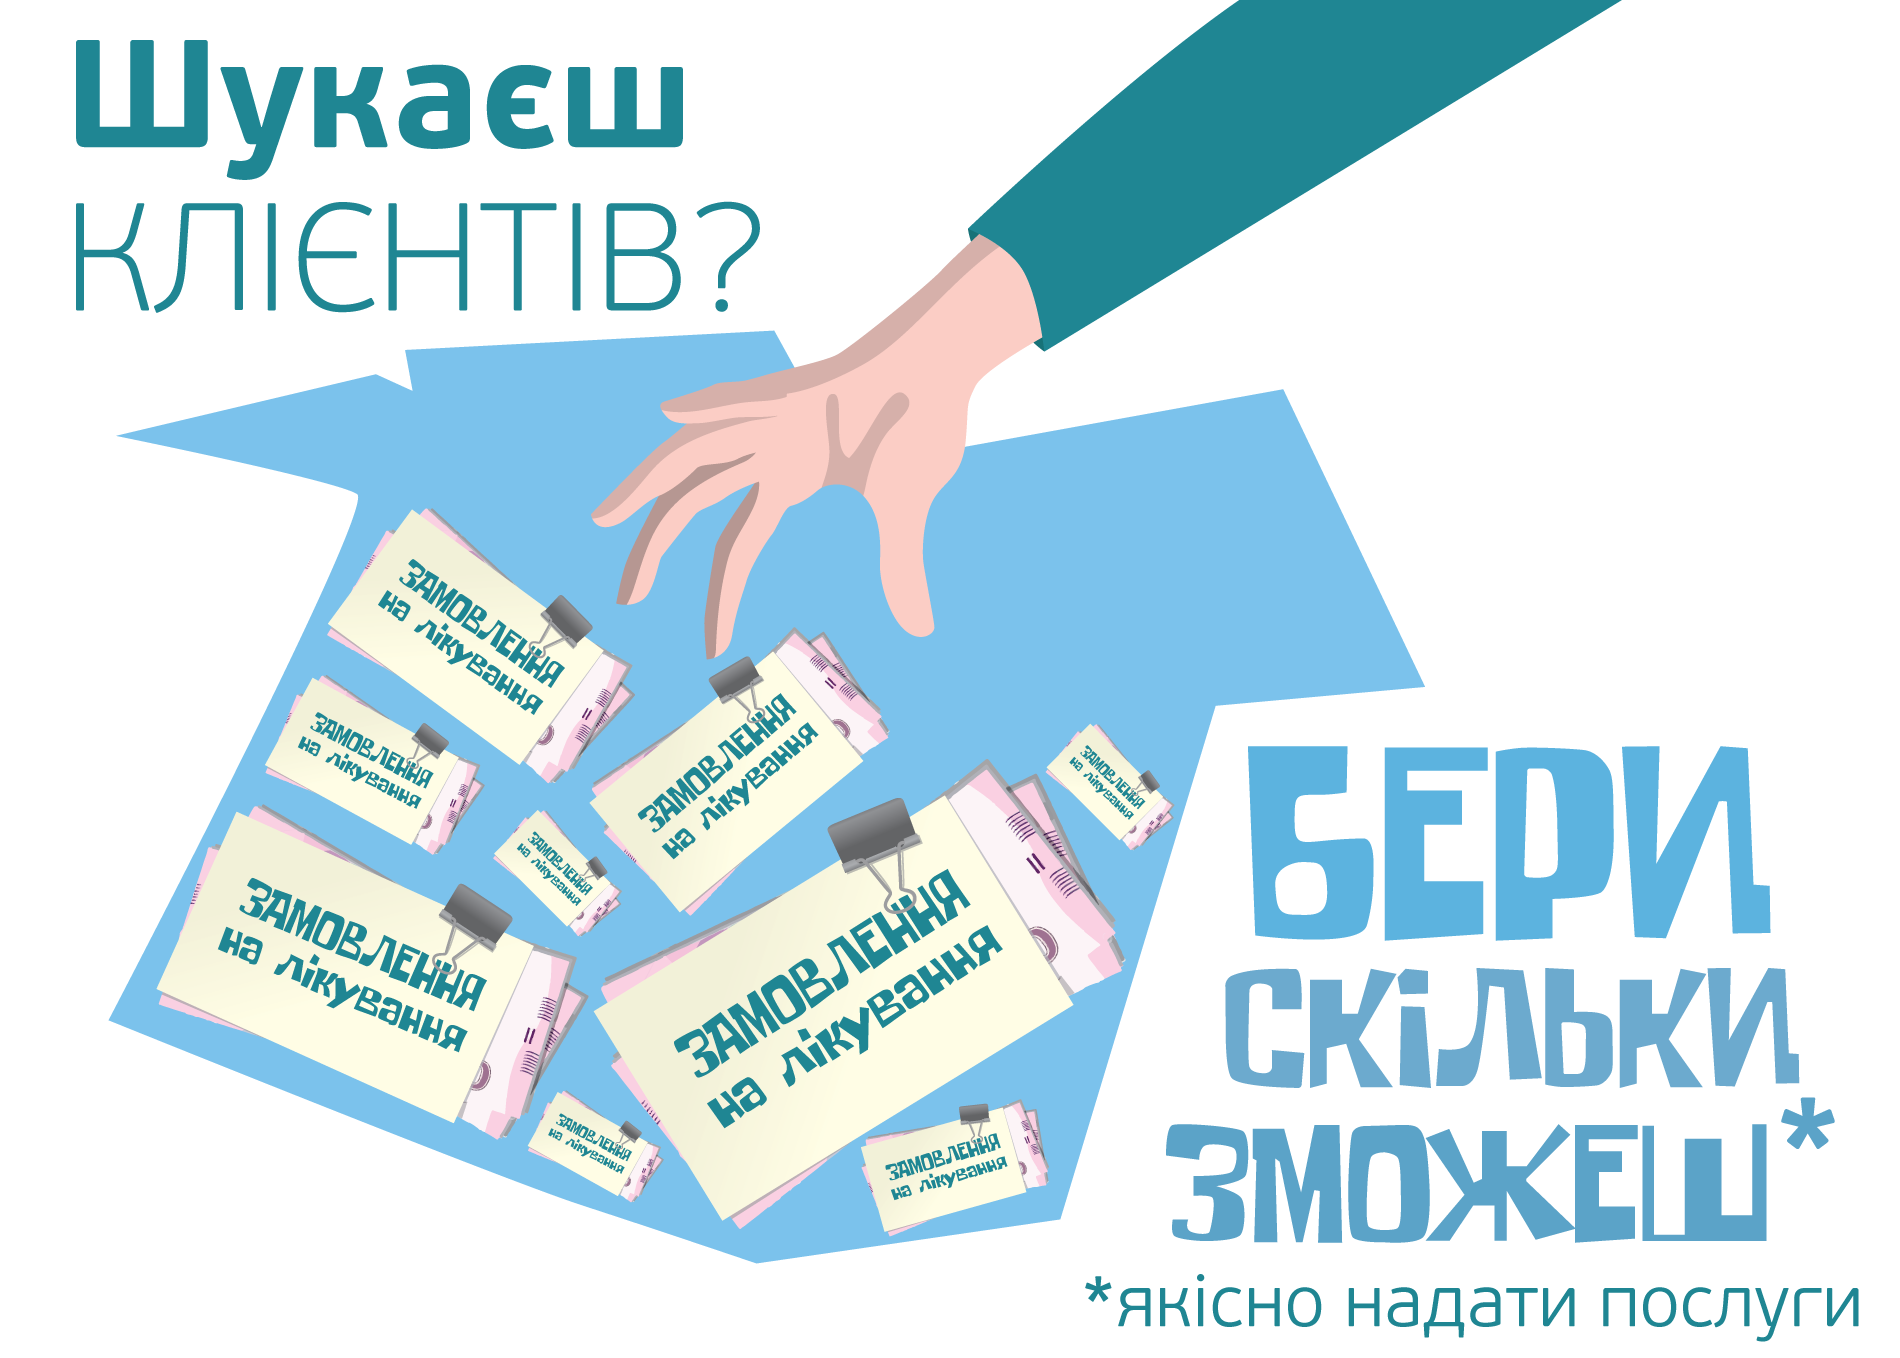 Шукаєш
КЛІЄНТІВ?
ЗАМОВЛЕННЯ
на лікування
ЗАМОВЛЕННЯ
на лікування
ЗАМОВЛЕННЯ
на лікування
ЗАМОВЛЕННЯ
на лікування
ЗАМОВЛЕННЯ
на лікування
ЗАМОВЛЕННЯ
на лікування
ЗАМОВЛЕННЯ
на лікування
ЗАМОВЛЕННЯ
на лікування
ЗАМОВЛЕННЯ
на лікування
БЕРИ
СКІЛЬКИ
ЗМОЖЕШ*
*якісно надати послуги